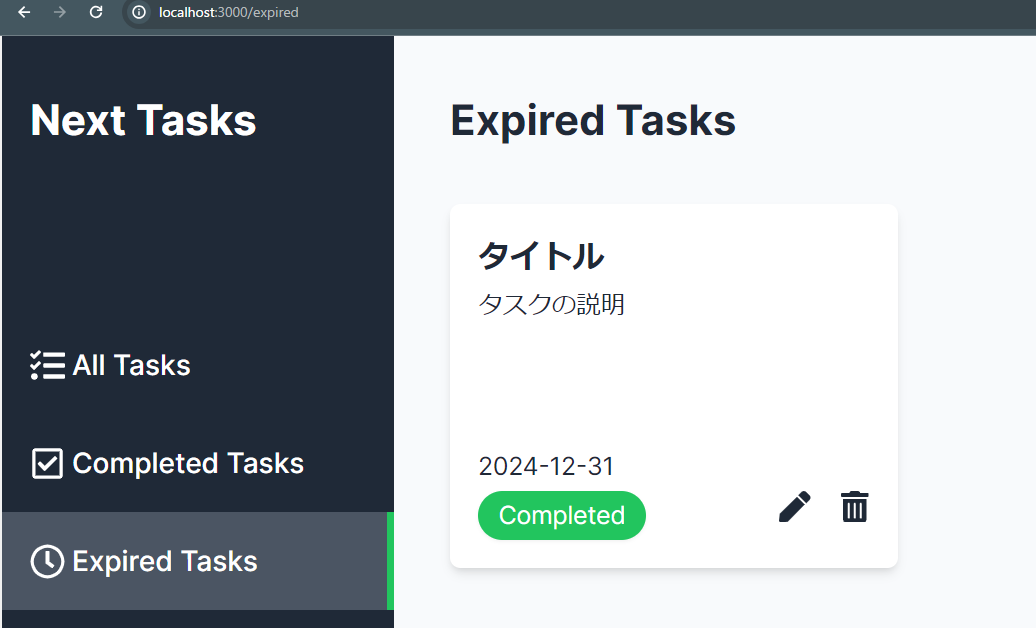 localhost:3000/expired
Next Tasks
All Tasks
Completed Tasks
Expired Tasks
Expired Tasks
タイトル
タスクの説明
2024-12-31
Completed